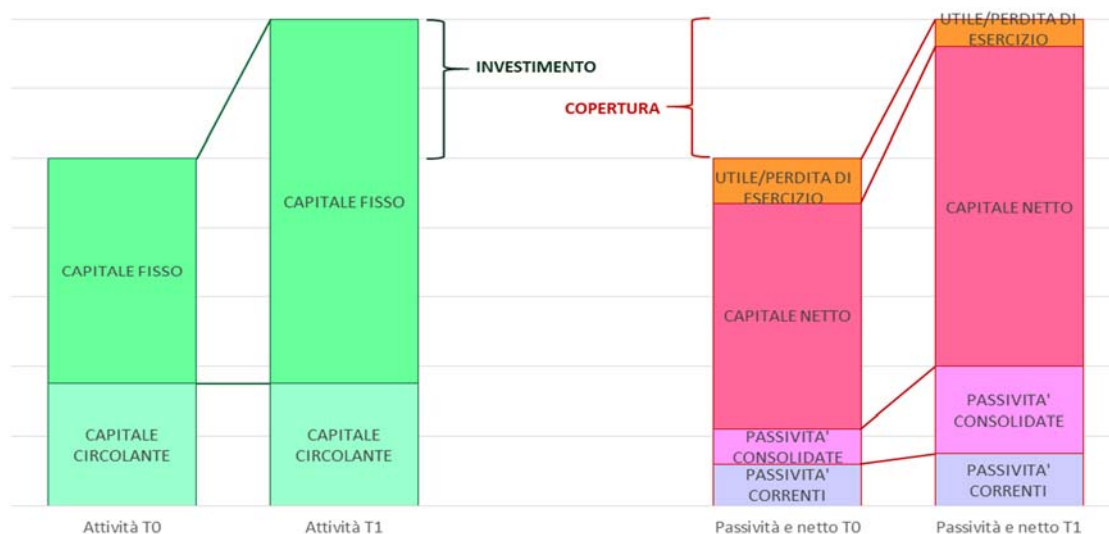 UTILE/PERDITA DI
ESERCIZIO
INVESTIMENTO
COPERTURA
UTILE/PERDITA DI
ESERCIZIO
CAPITALE FISSO
CAPITALE NETTO
CAPITALE FISSO
CAPITALE NETTO
PASSIVITA'
CONSOLIDATE
CAPITALE
CIRCOLANTE
CAPITALE
CIRCOLANTE
PASSIVITA'
CONSOLIDATE
PASSIVITA'
CORRENTI
PASSIVITA'
CORRENTI
Attività T0
Attività T1
Passività e netto T0
Passività e netto T1